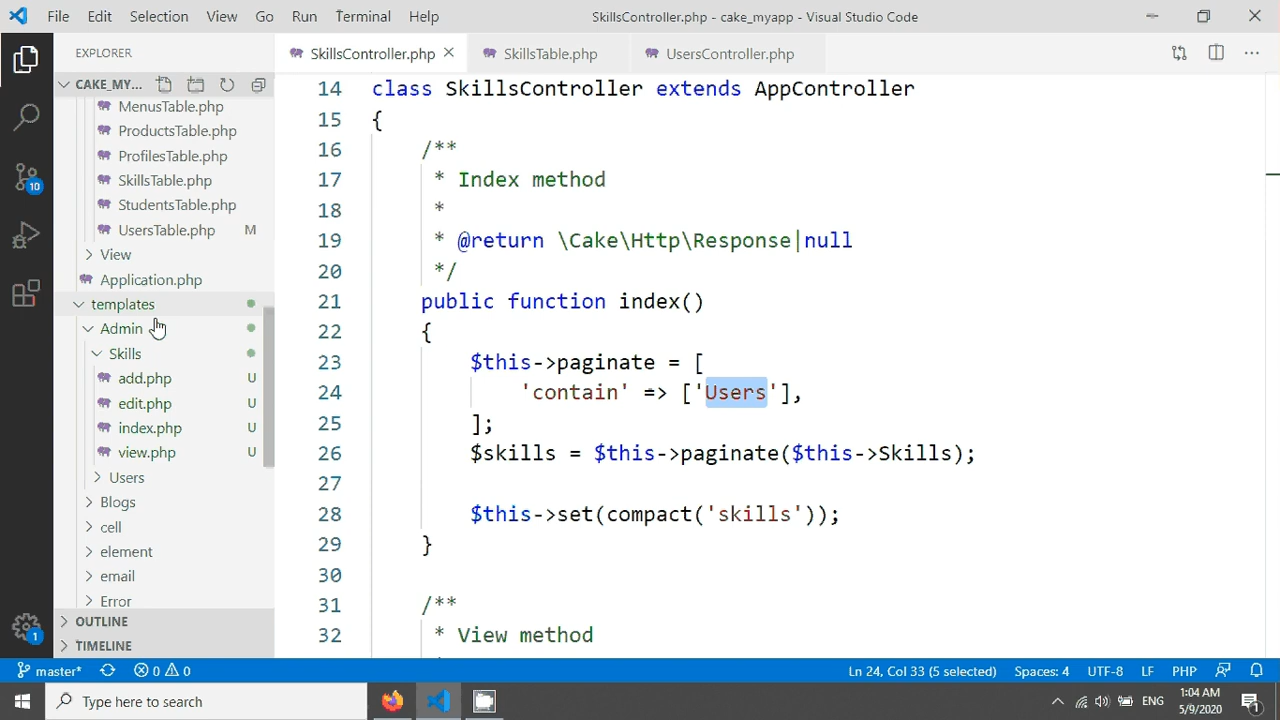 File Edit Selection View Go Run Terminal Help SkillsController.php - cake_myapp - Visual Studio Code
EXPLORER
SkillsController.php SkillsTable.php UsersController.php
CAKE_MY...
MenusTable.php
ProductsTable.php
ProfilesTable.php
SkillsTable.php
StudentsTable.php
UsersTable.php M
View
Application.php
templates
Admin
Skills
add.php U
edit.php U
index.php U
view.php U
Users
Blogs
cell
element
email
Error
OUTLINE
TIMELINE
10
1
14 class SkillsController extends AppController
15 {
16 /**
17 * Index method
18 *
19 * @return \Cake\Http\Response|null
20 */
21 public function index()
22 {
23 $this->paginate = [
24 'contain' => ['Users'],
25 ];
26 $skills = $this->paginate($this->Skills);
27
28 $this->set(compact('skills'));
29 }
30
31 /**
32 * View method
master* 0 0 Ln 24, Col 33 (5 selected) Spaces: 4 UTF-8 LF PHP
Type here to search
ENG
1:04 AM
5/9/2020
1